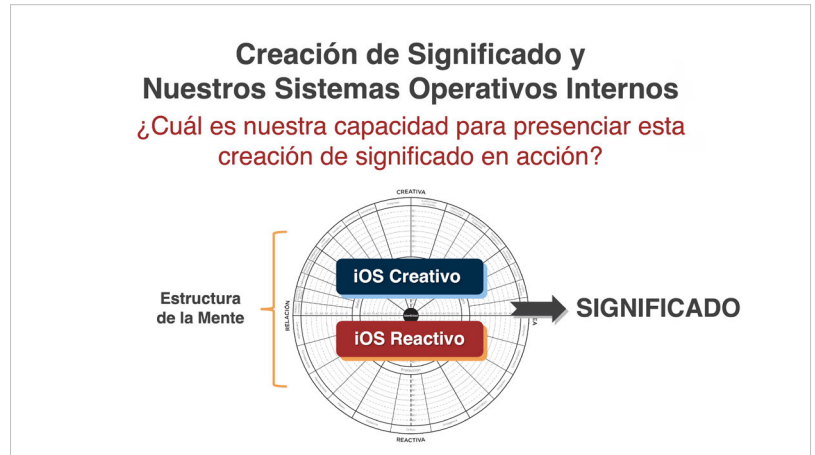 Creación de Significado y
Nuestros Sistemas Operativos Internos
¿Cuál es nuestra capacidad para presenciar esta
creación de significado en acción?
CREATIVA
iOS Creativo
Estructura
de la Mente
RELACIÓN
SIGNIFICADO
iOS Reactivo
REACTIVA